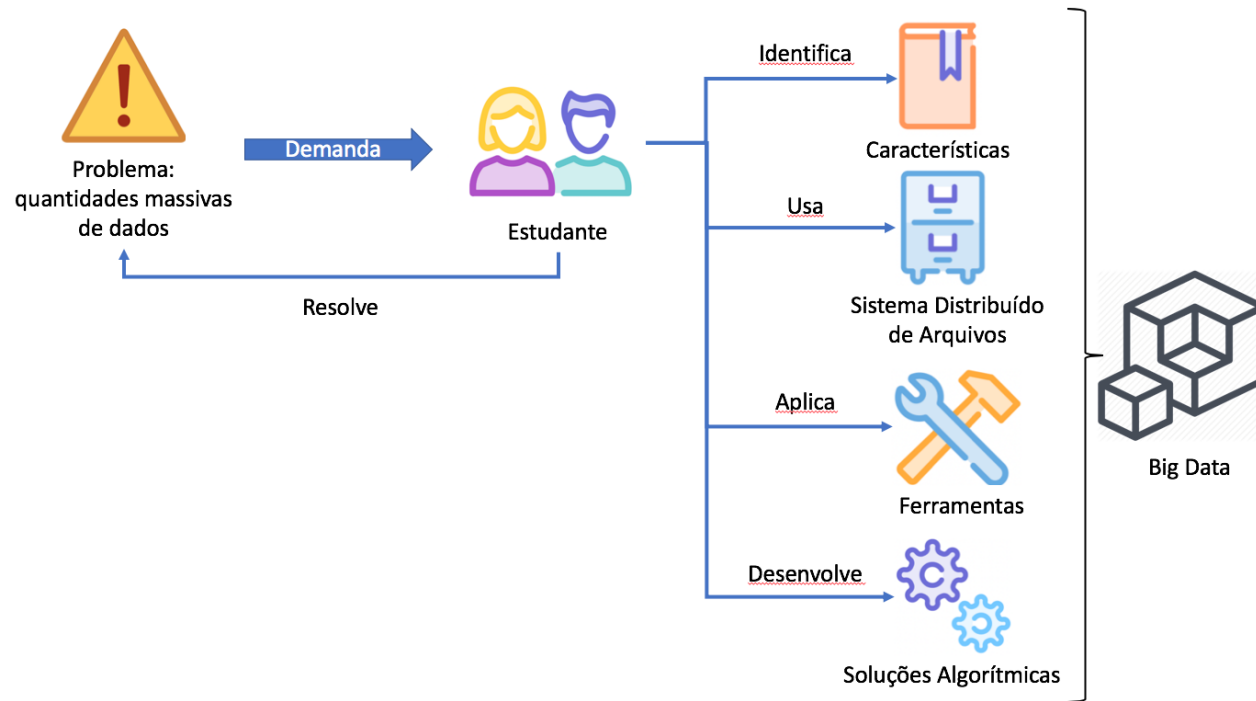 Problema:
quantidades massivas
de dados
Demanda
Estudante
Resolve
Identifica
Características
Usa
Sistema Distribuído
de Arquivos
Aplica
Ferramentas
Desenvolve
Soluções Algorítmicas
Big Data